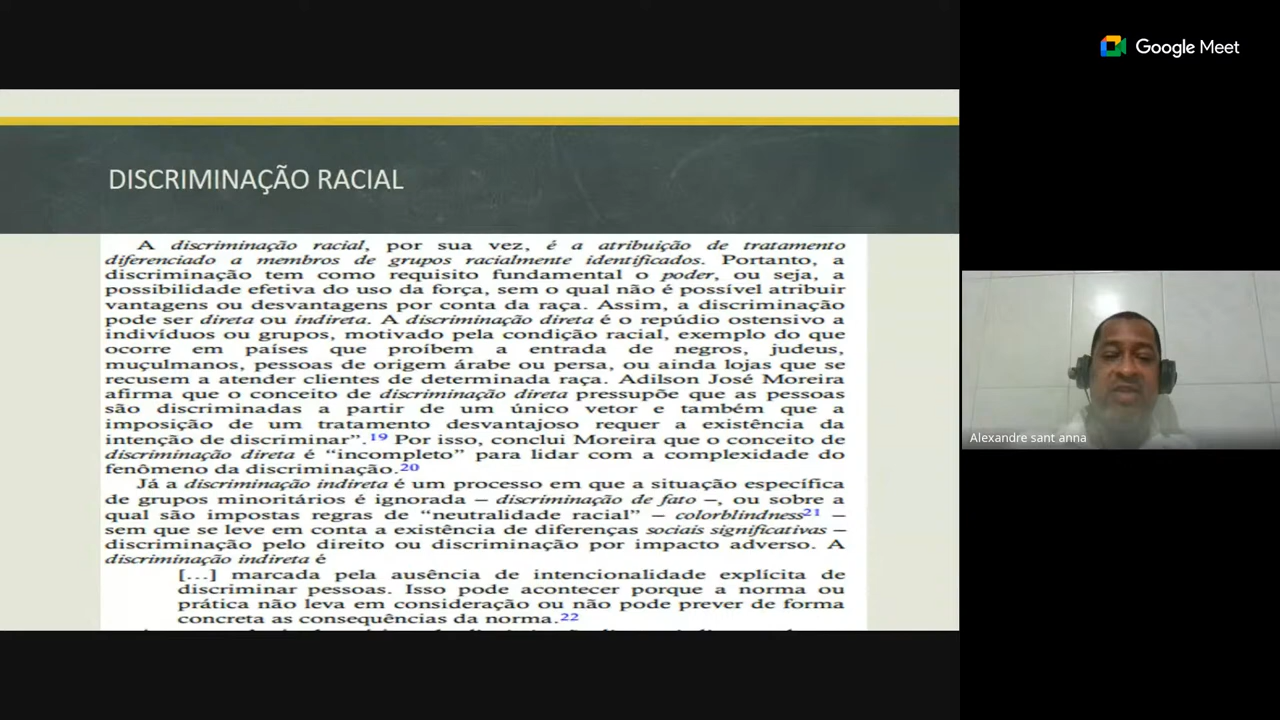 Google Meet
DISCRIMINAÇÃO RACIAL
A discriminação racial, por sua vez, é a atribuição de tratamento
diferenciado a membros de grupos racialmente identificados. Portanto, a
discriminação tem como requisito fundamental o poder, ou seja, a
possibilidade efetiva do uso da força, sem o qual não é possível atribuir
vantagens ou desvantagens por conta da raça. Assim, a discriminação
pode ser direta ou indireta. A discriminação direta é o repúdio ostensivo a
indivíduos ou grupos, motivado pela condição racial, exemplo do que
ocorre em países que proíbem a entrada de negros, judeus,
muçulmanos, pessoas de origem árabe ou persa, ou ainda lojas que se
recusem a atender clientes de determinada raça. Adilson José Moreira
afirma que o conceito de discriminação direta pressupõe que as pessoas
são discriminadas a partir de um único vetor e também que a
imposição de um tratamento desvantajoso requer a existência da
intenção de discriminar”.19 Por isso, conclui Moreira que o conceito de
discriminação direta é “incompleto” para lidar com a complexidade do
fenômeno da discriminação.20
Já a discriminação indireta é um processo em que a situação específica
de grupos minoritários é ignorada – discriminação de fato –, ou sobre a
qual são impostas regras de “neutralidade racial” – colorblindness21 –
sem que se leve em conta a existência de diferenças sociais significativas –
discriminação pelo direito ou discriminação por impacto adverso. A
discriminação indireta é
[...] marcada pela ausência de intencionalidade explícita de
discriminar pessoas. Isso pode acontecer porque a norma ou
prática não leva em consideração ou não pode prever de forma
concreta as consequências da norma.22
Alexandre sant anna